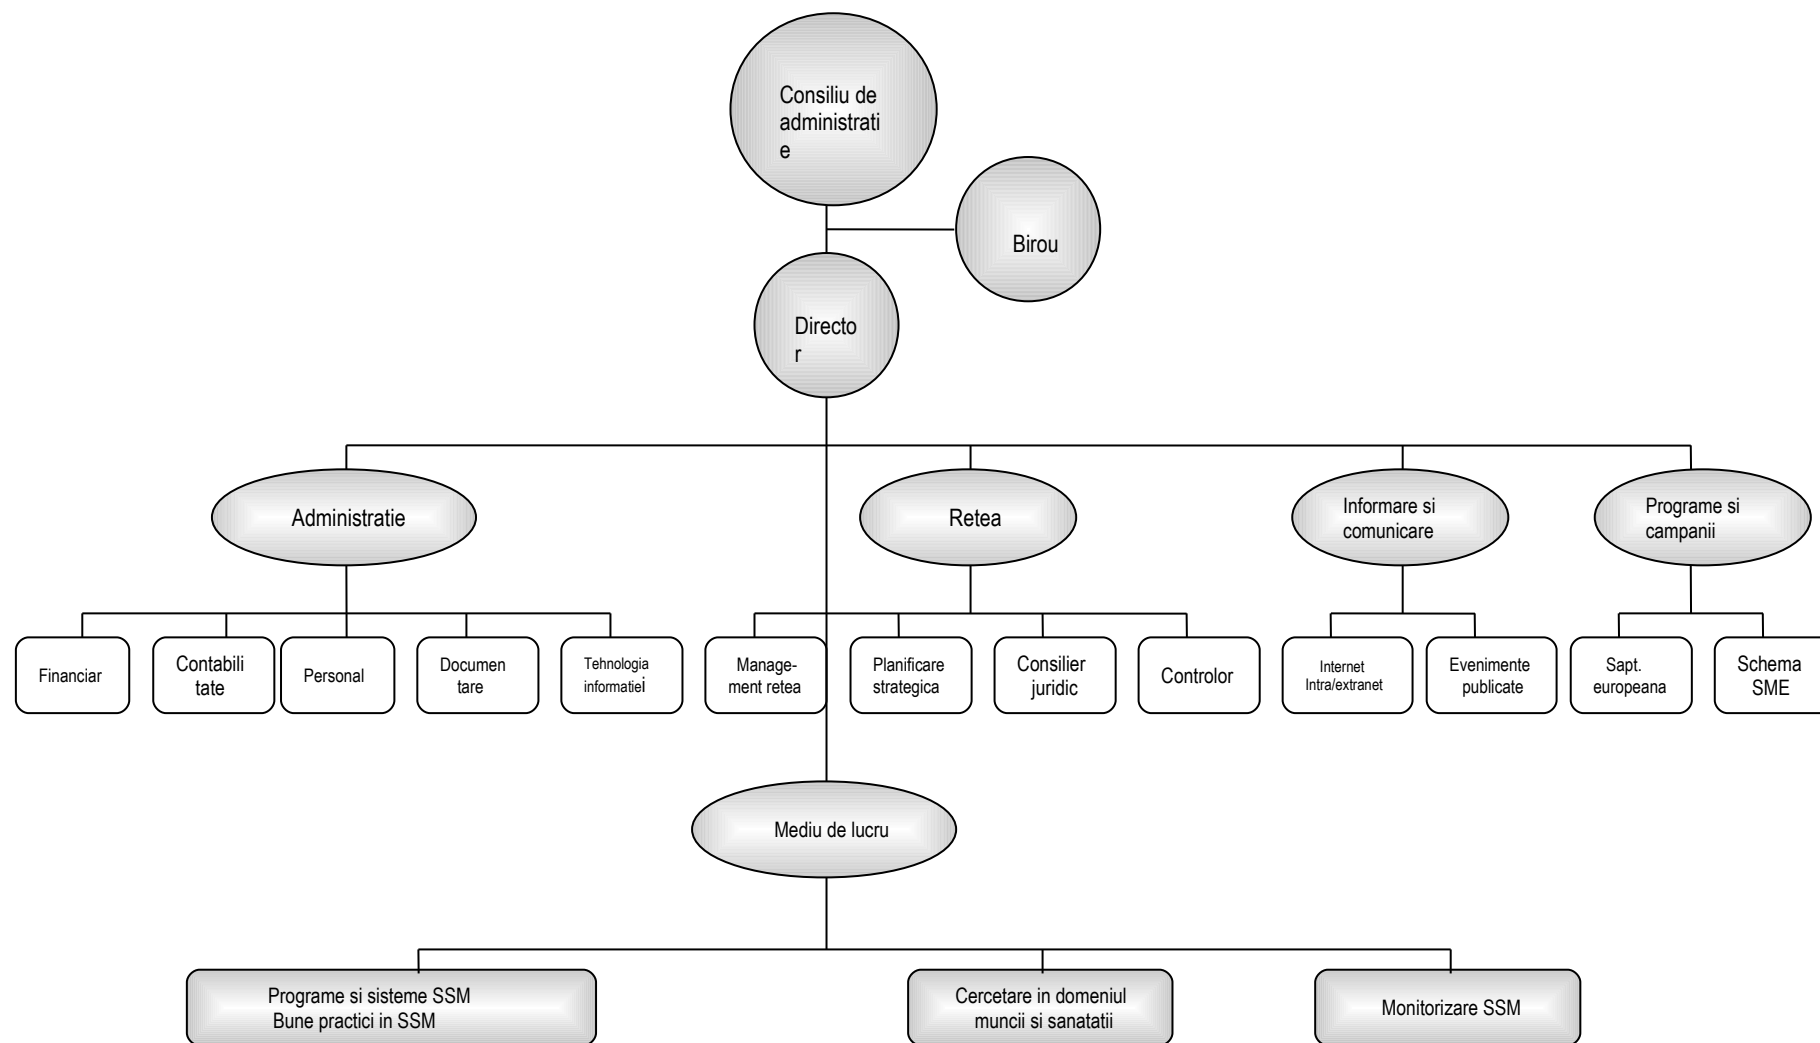 Consiliu de
administrati
e
Birou
Directo
r
Administratie
Retea
Informare si
comunicare
Programe si
campanii
Financiar
Contabili
tate
Personal
Documen
tare
Tehnologia
informatiei
Manage-
ment retea
Planificare
strategica
Consilier
juridic
Controlor
Internet
Intra/extranet
Evenimente
publicate
Sapt.
europeana
Schema
SME
Mediu de lucru
Programe si sisteme SSM
Bune practici in SSM
Cercetare in domeniul
muncii si sanatatii
Monitorizare SSM